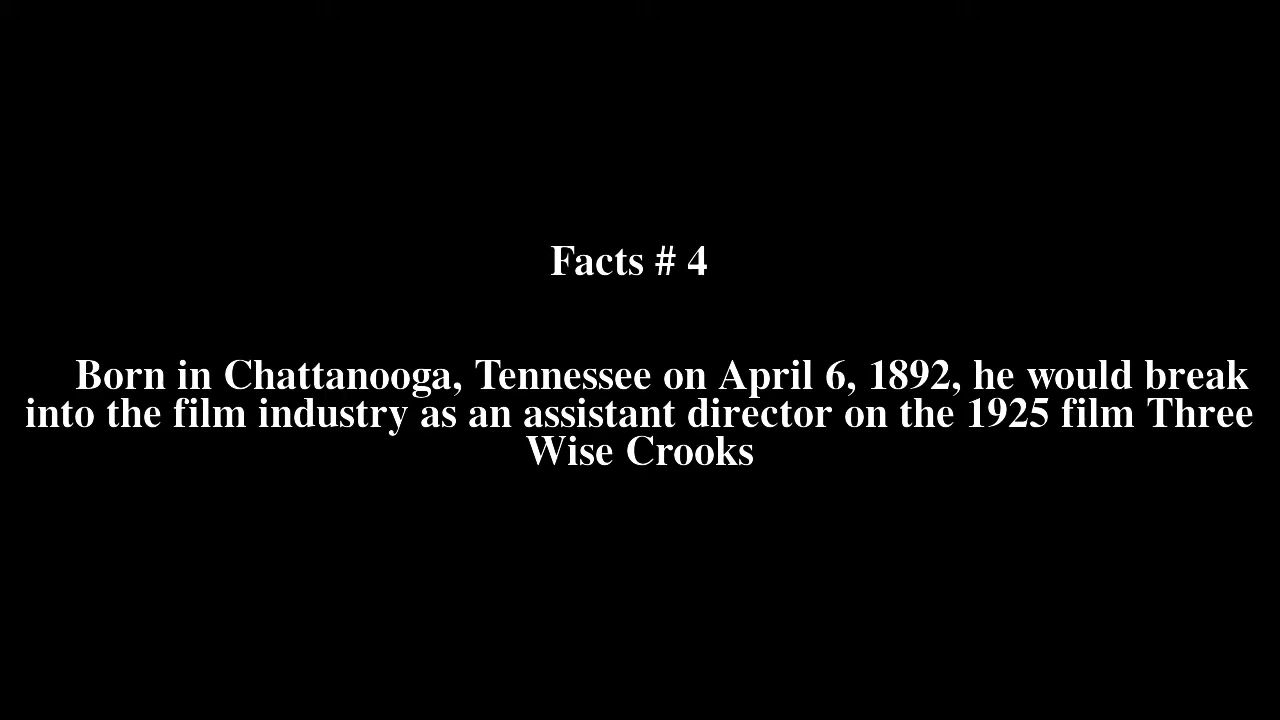 Facts # 4
Born in Chattanooga, Tennessee on April 6, 1892, he would break
into the film industry as an assistant director on the 1925 film Three
Wise Crooks